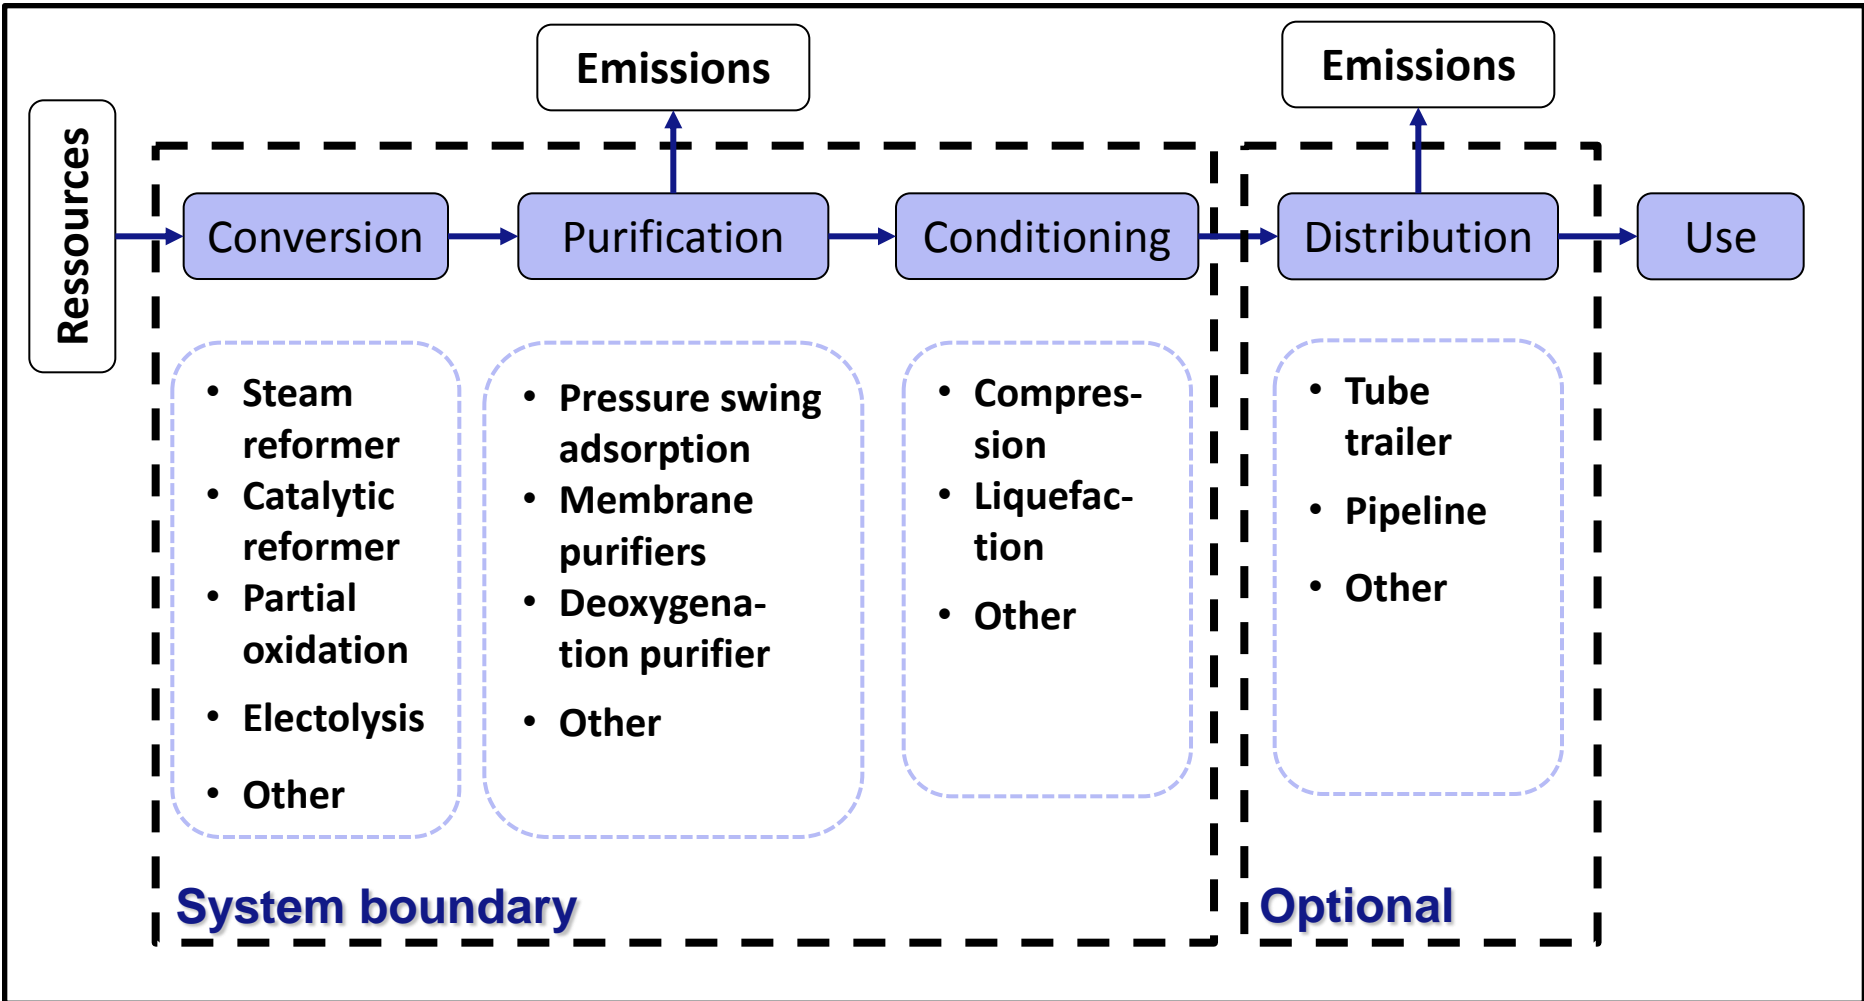 Emissions
Emissions
Ressources
Conversion
Purification
Conditioning
Distribution
Use
• Steam
reformer
• Catalytic
reformer
• Partial
oxidation
• Electolysis
• Other
• Pressure swing
adsorption
• Membrane
purifiers
• Deoxygena-
tion purifier
• Other
• Compres-
sion
• Liquefac-
tion
• Other
• Tube
trailer
• Pipeline
• Other
System boundary
Optional